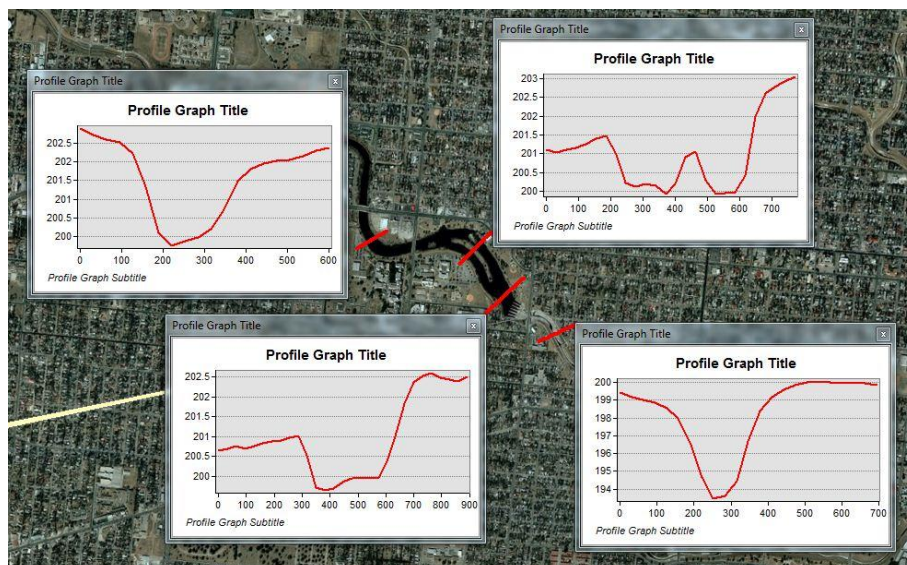 Profile Graph Title x
Profile Graph Title
202.5
202
201.5
201
200.5
200
0 100 200 300 400 500 600
Profile Graph Subtitle
Profile Graph Title x
Profile Graph Title
203
202.5
202
201.5
201
200.5
200
0 100 200 300 400 500 600 700
Profile Graph Subtitle
Profile Graph Title x
Profile Graph Title
202.5
202
201.5
201
200.5
200
0 100 200 300 400 500 600 700 800 900
Profile Graph Subtitle
Profile Graph Title x
Profile Graph Title
200
199
198
197
196
195
194
0 100 200 300 400 500 600 700
Profile Graph Subtitle